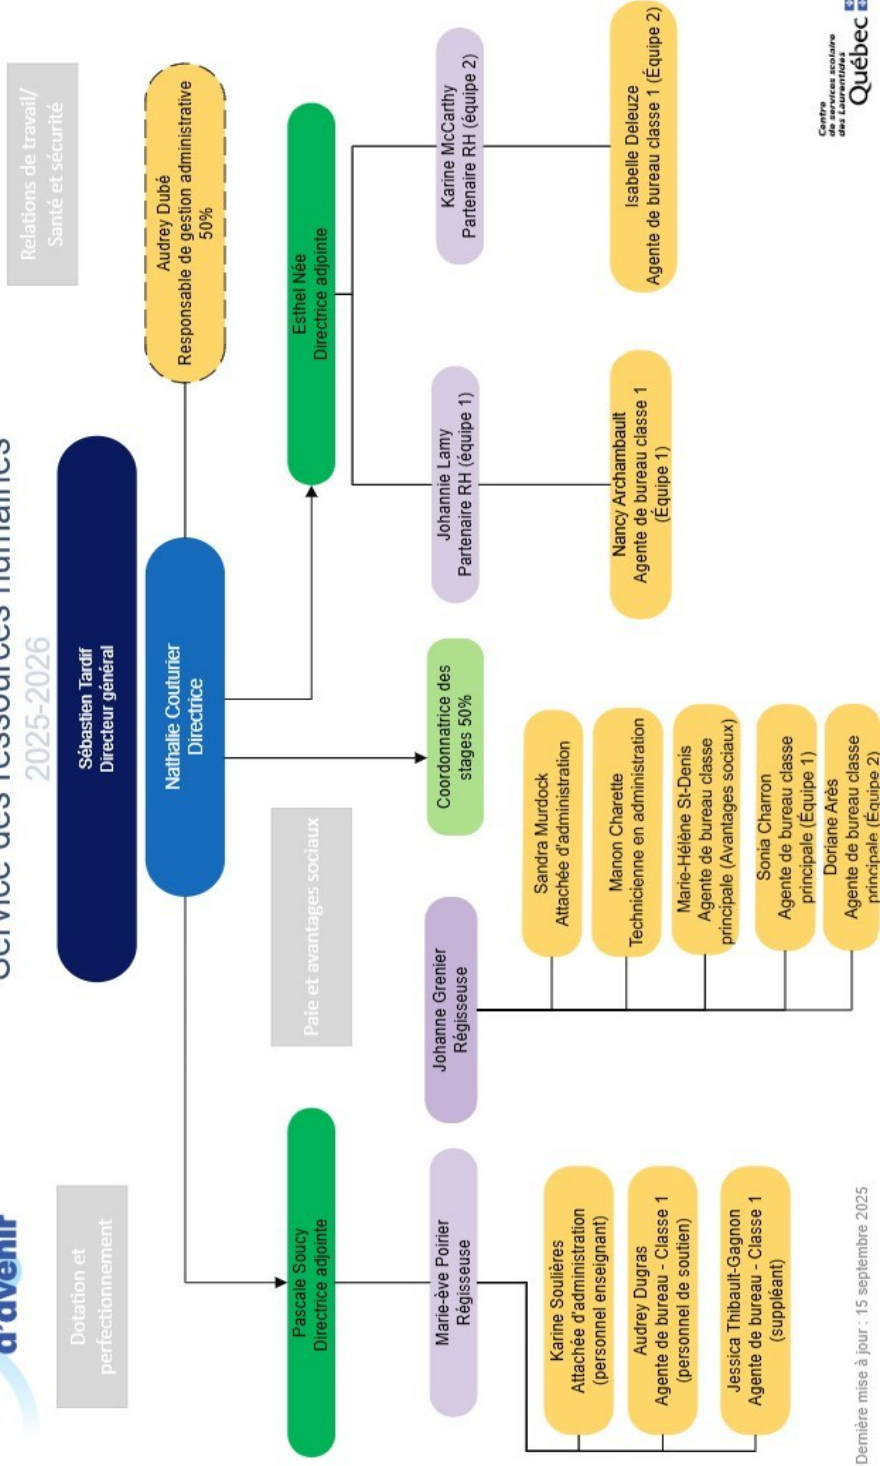 d'avenir
Service des ressources humaines
2025-2026
Dotation et
perfectionnement
Relations de travail/
Santé et sécurité
Sébastien Tardif
Directeur général
Nathalie Couturier
Directrice
Audrey Dubé
Responsable de gestion administrative
50%
Paie et avantages sociaux
Pascale Soucy
Directrice adjointe
Esthel Née
Directrice adjointe
Marie-ève Poirier
Régisseuse
Johanne Grenier
Régisseuse
Coordonnatrice des
stages 50%
Johannie Lamy
Partenaire RH (équipe 1)
Karine McCarthy
Partenaire RH (équipe 2)
Karine Soulières
Attachée d'administration
(personnel enseignant)
Audrey Dugras
Agente de bureau - Classe 1
(personnel de soutien)
Jessica Thibault-Gagnon
Agente de bureau - Classe 1
(suppléant)
Sandra Murdock
Attachée d'administration
Manon Charette
Technicienne en administration
Marie-Hélène St-Denis
Agente de bureau classe
principale (Avantages sociaux)
Sonia Charron
Agente de bureau classe
principale (Équipe 1)
Doriane Arès
Agente de bureau classe
principale (Équipe 2)
Nancy Archambault
Agente de bureau classe 1
(Équipe 1)
Isabelle Deleuze
Agente de bureau classe 1 (Équipe 2)
Dernière mise à jour : 15 septembre 2025
Centre
de services scolaire
des Laurentides
Québec